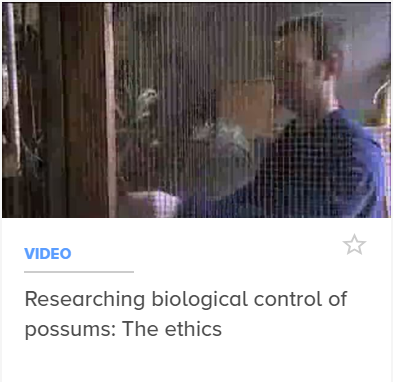 VIDEO
Researching biological control of
possums: The ethics